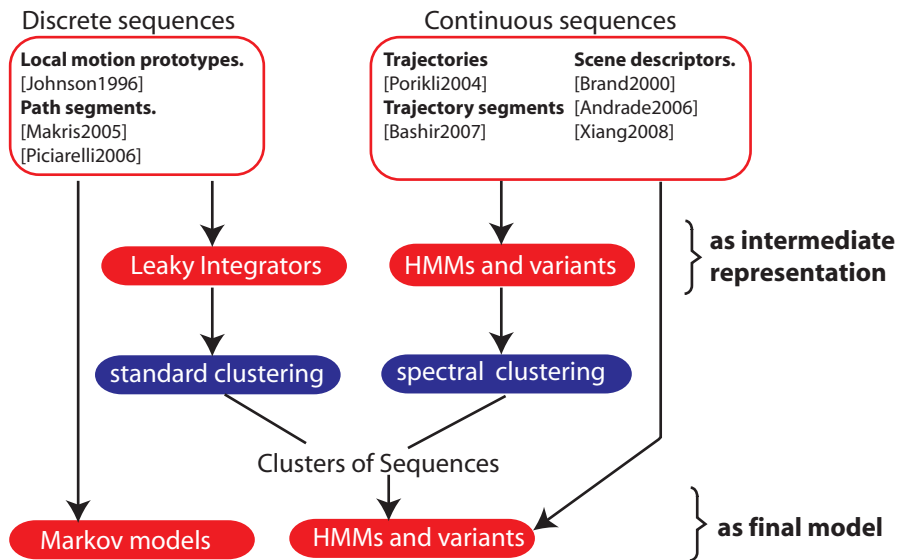 Discrete sequences
Local motion prototypes.
[Johnson1996]
Path segments.
[Makris2005]
[Piciarelli2006]
Continuous sequences
Trajectories
[Porikli2004]
Trajectory segments
[Bashir2007]
Scene descriptors.
[Brand2000]
[Andrade2006]
[Xiang2008]
Leaky Integrators
HMMs and variants
as intermediate
representation
standard clustering
spectral clustering
Clusters of Sequences
Markov models
HMMs and variants
as final model